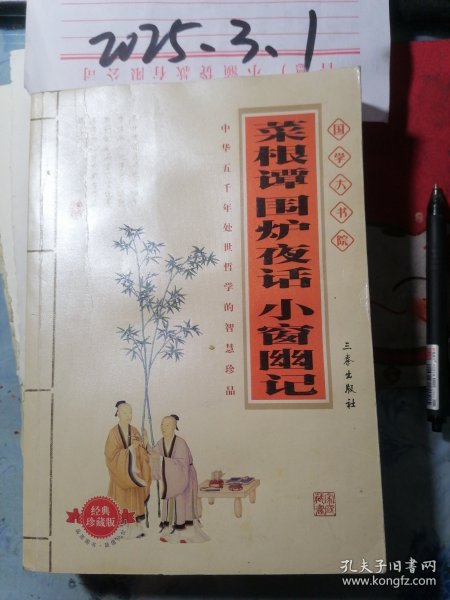 2025.3.1
国学大书院
菜根谭 围炉夜话 小窗幽记
中华五千年处世哲学的智慧珍品
三秦出版社
经典
珍藏版
孔夫子旧书网
www.kongfz.com